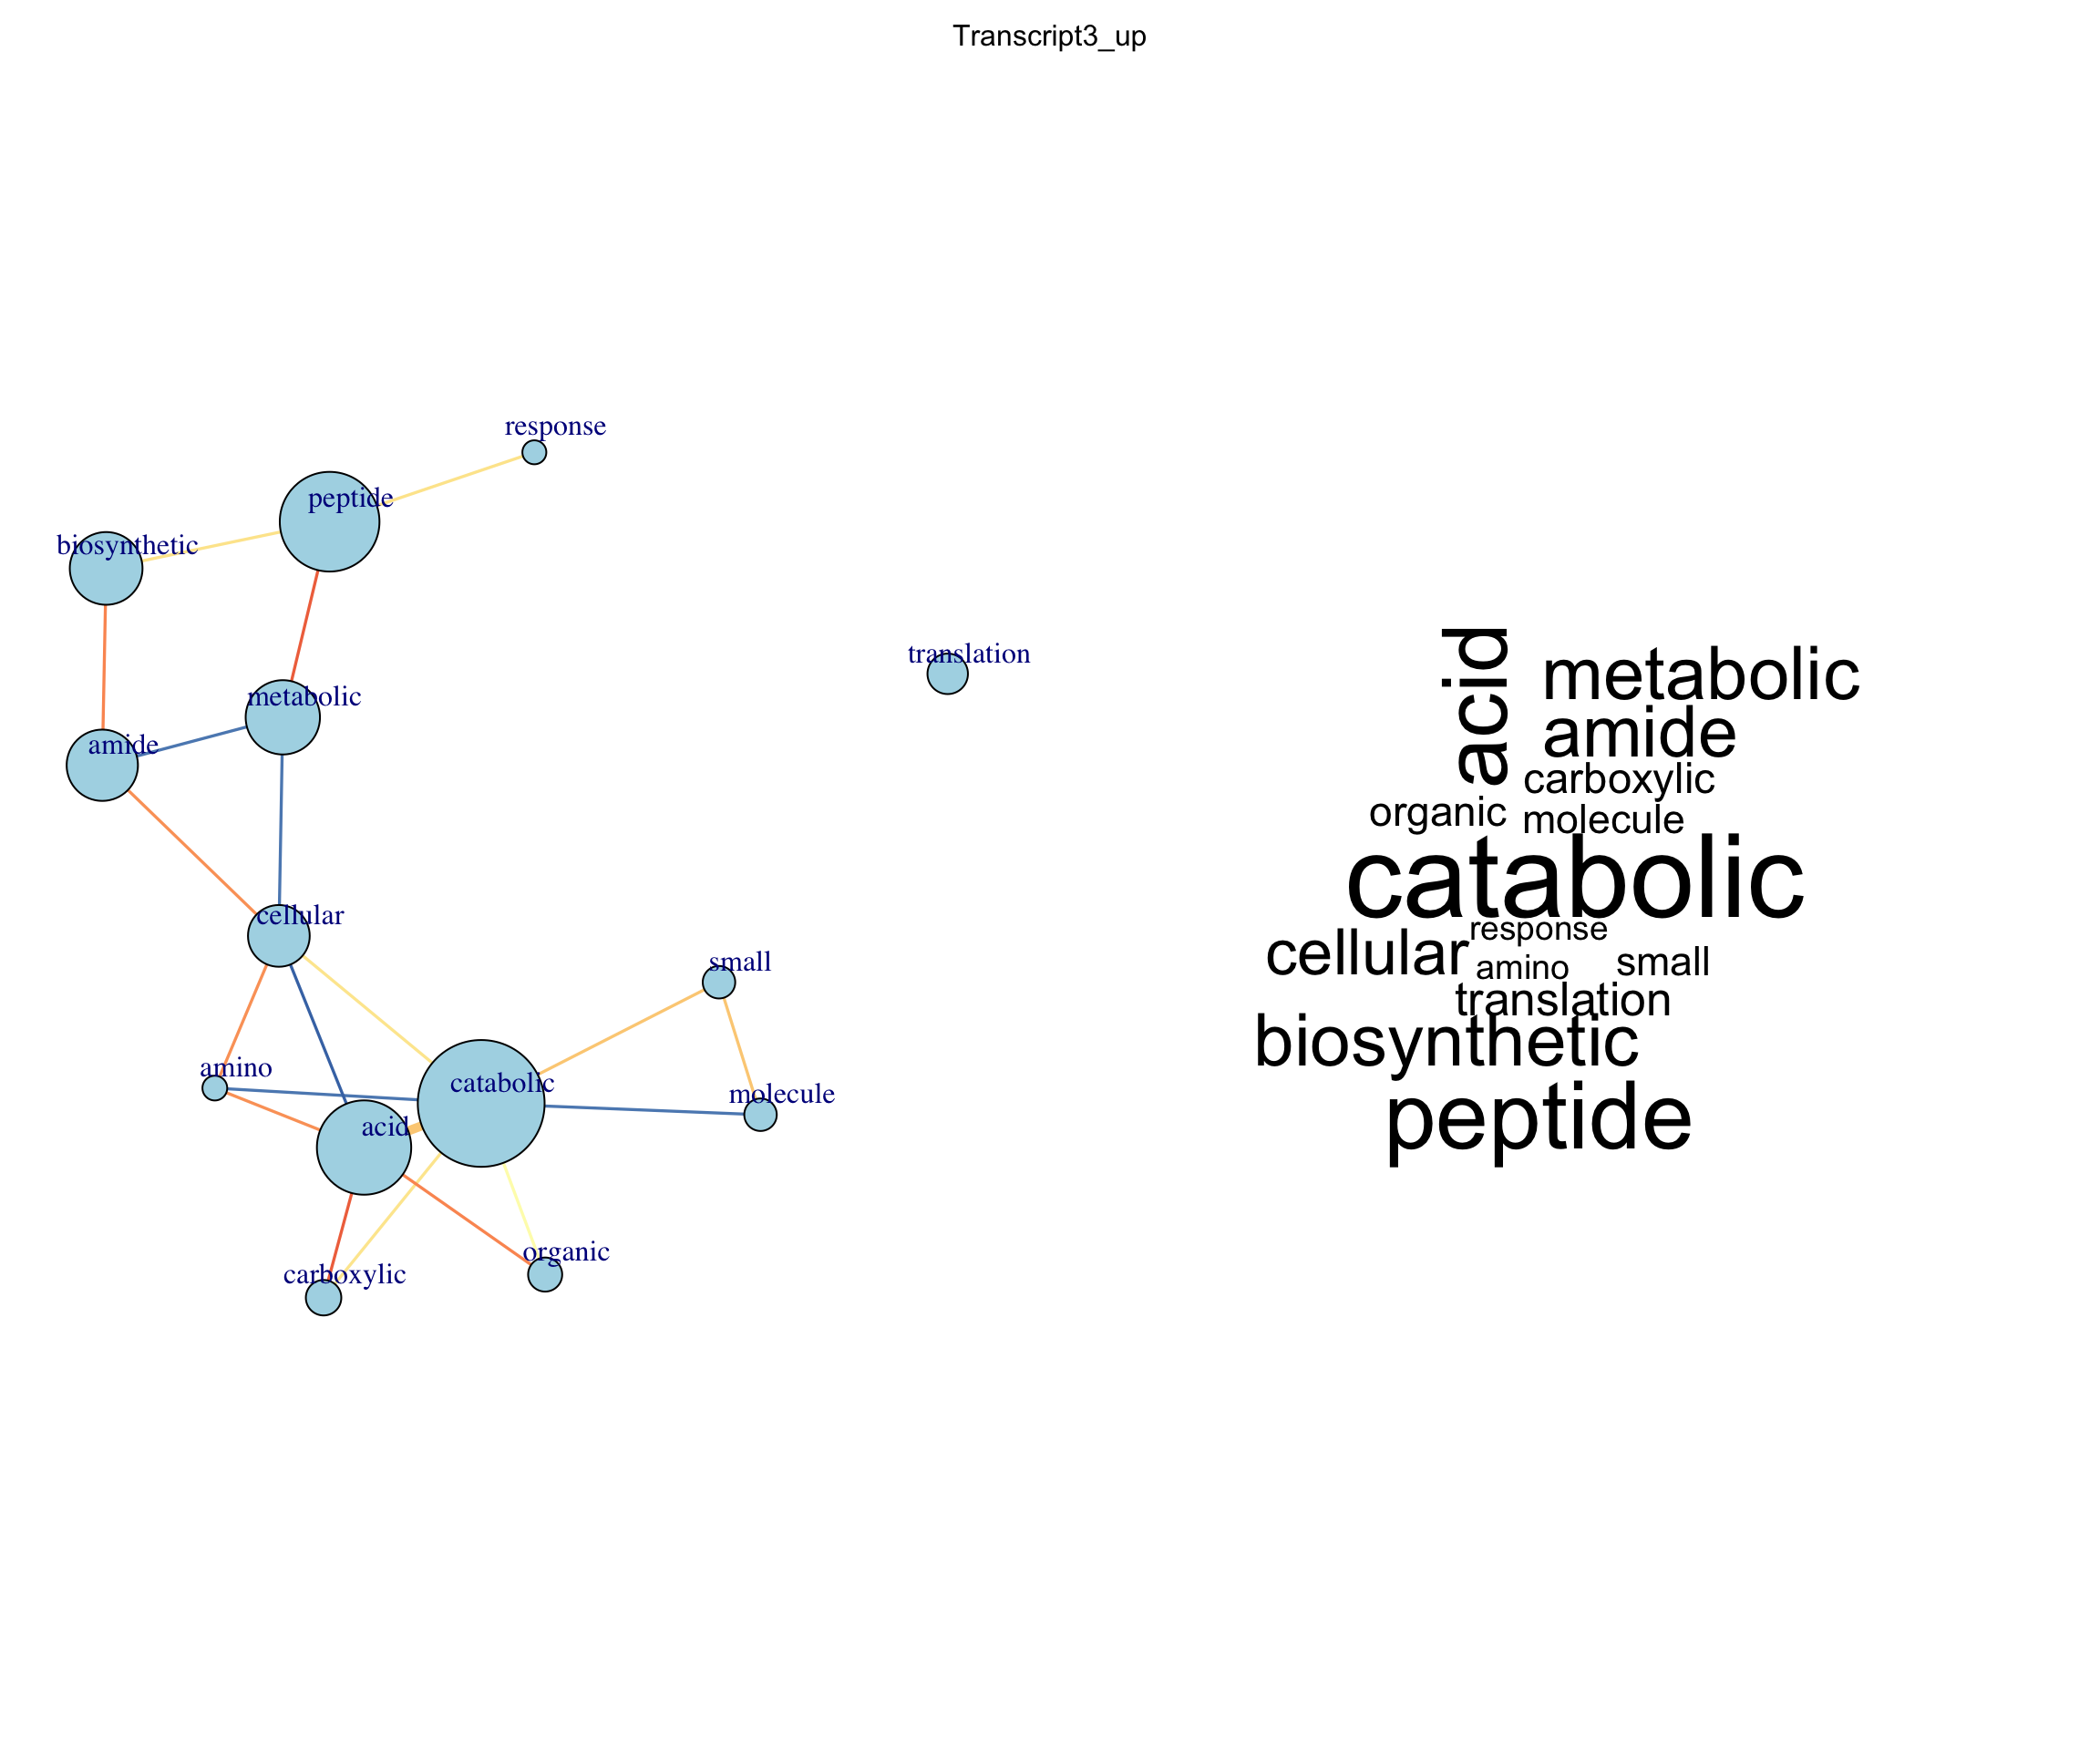 Transcript3_up
response
peptide
biosynthetic
translation
metabolic
amide
cellular
small
amino
catabolic
molecule
acid
organic
carboxylic
acid
metabolic
amide
carboxylic
organic
molecule
catabolic
response
cellular
amino
small
translation
biosynthetic
peptide